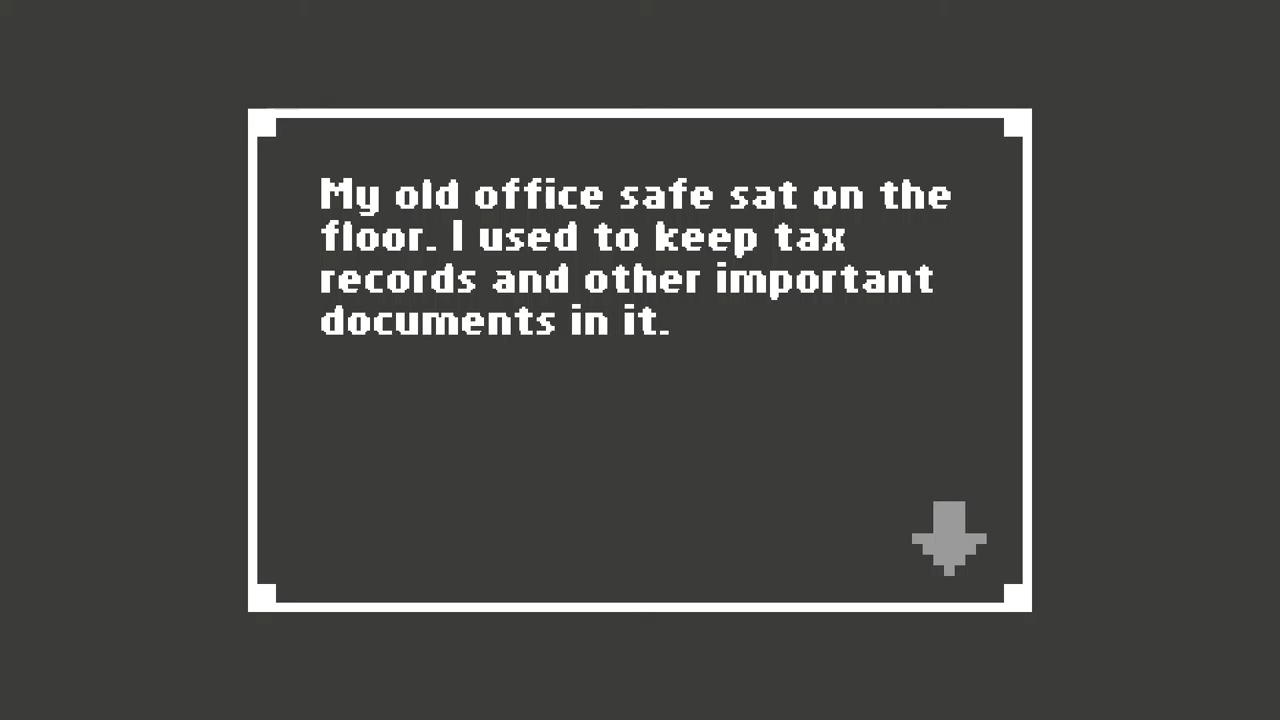 My old office safe sat on the
floor. I used to keep tax
records and other important
documents in it.